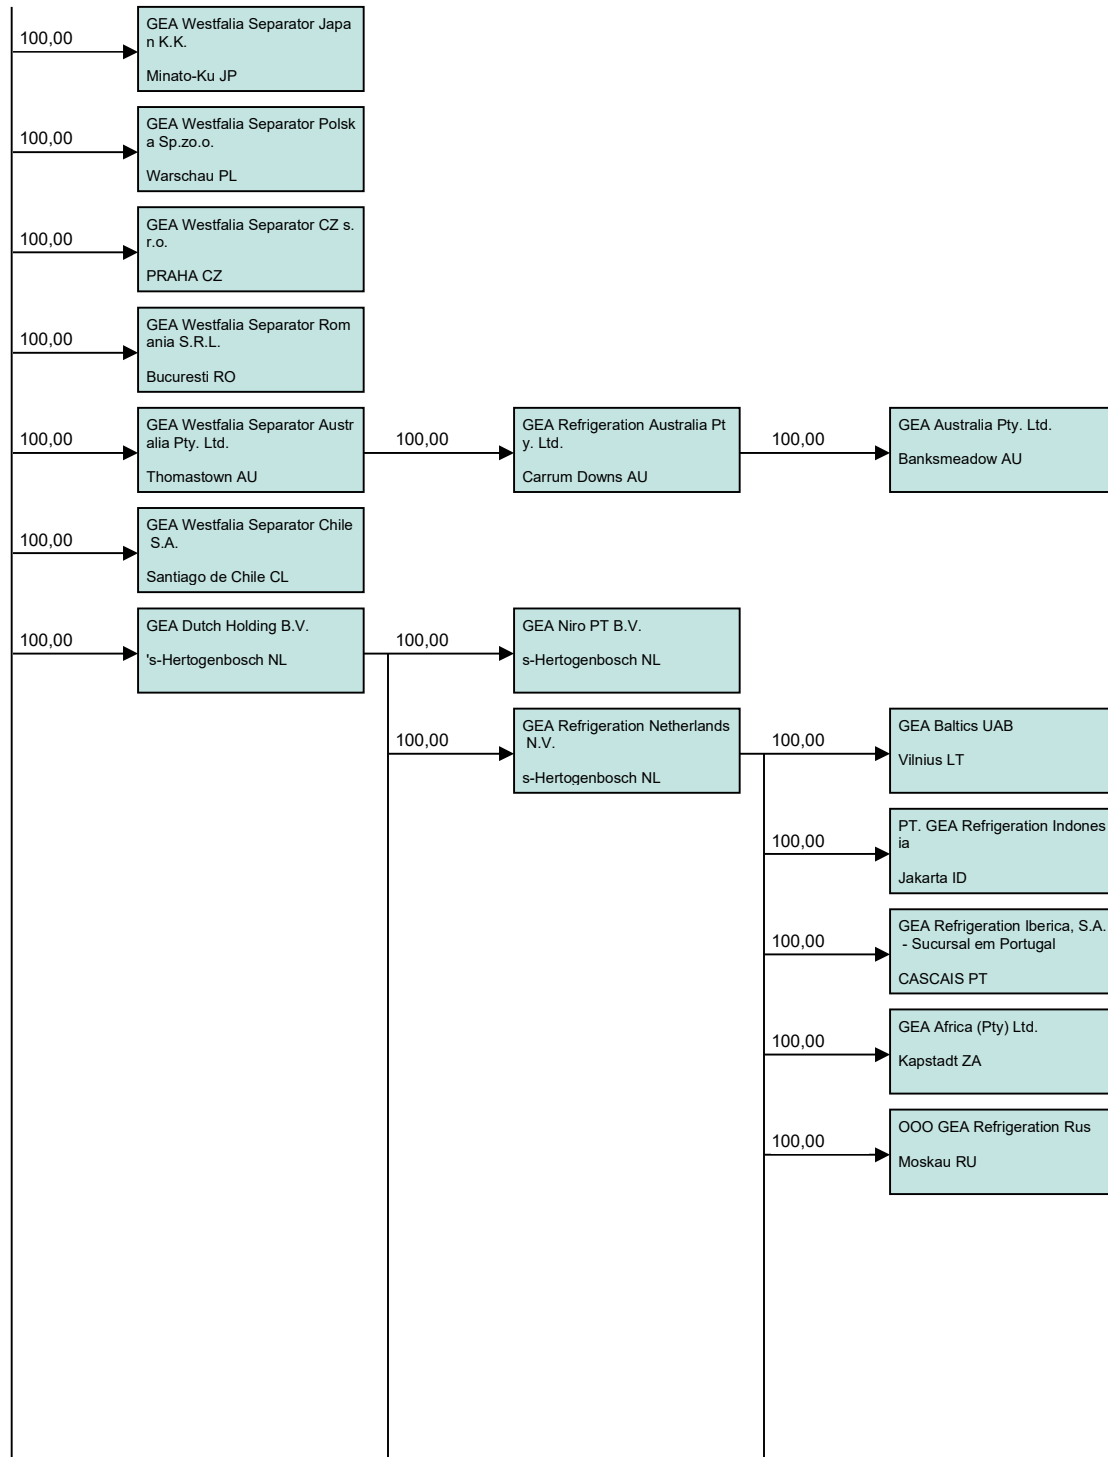 100,00
GEA Westfalia Separator Japa
n K.K.
Minato-Ku JP
100,00
GEA Westfalia Separator Polsk
a Sp.zo.o.
Warschau PL
100,00
GEA Westfalia Separator CZ s.
r.o.
PRAHA CZ
100,00
GEA Westfalia Separator Rom
ania S.R.L.
Bucuresti RO
100,00
GEA Westfalia Separator Austr
alia Pty. Ltd.
Thomastown AU
100,00
GEA Refrigeration Australia Pt
y. Ltd.
Carrum Downs AU
100,00
GEA Australia Pty. Ltd.
Banksmeadow AU
100,00
GEA Westfalia Separator Chile
S.A.
Santiago de Chile CL
100,00
GEA Dutch Holding B.V.
's-Hertogenbosch NL
100,00
GEA Niro PT B.V.
s-Hertogenbosch NL
100,00
GEA Refrigeration Netherlands
N.V.
s-Hertogenbosch NL
100,00
GEA Baltics UAB
Vilnius LT
100,00
PT. GEA Refrigeration Indones
ia
Jakarta ID
100,00
GEA Refrigeration Iberica, S.A.
- Sucursal em Portugal
CASCAIS PT
100,00
GEA Africa (Pty) Ltd.
Kapstadt ZA
100,00
OOO GEA Refrigeration Rus
Moskau RU